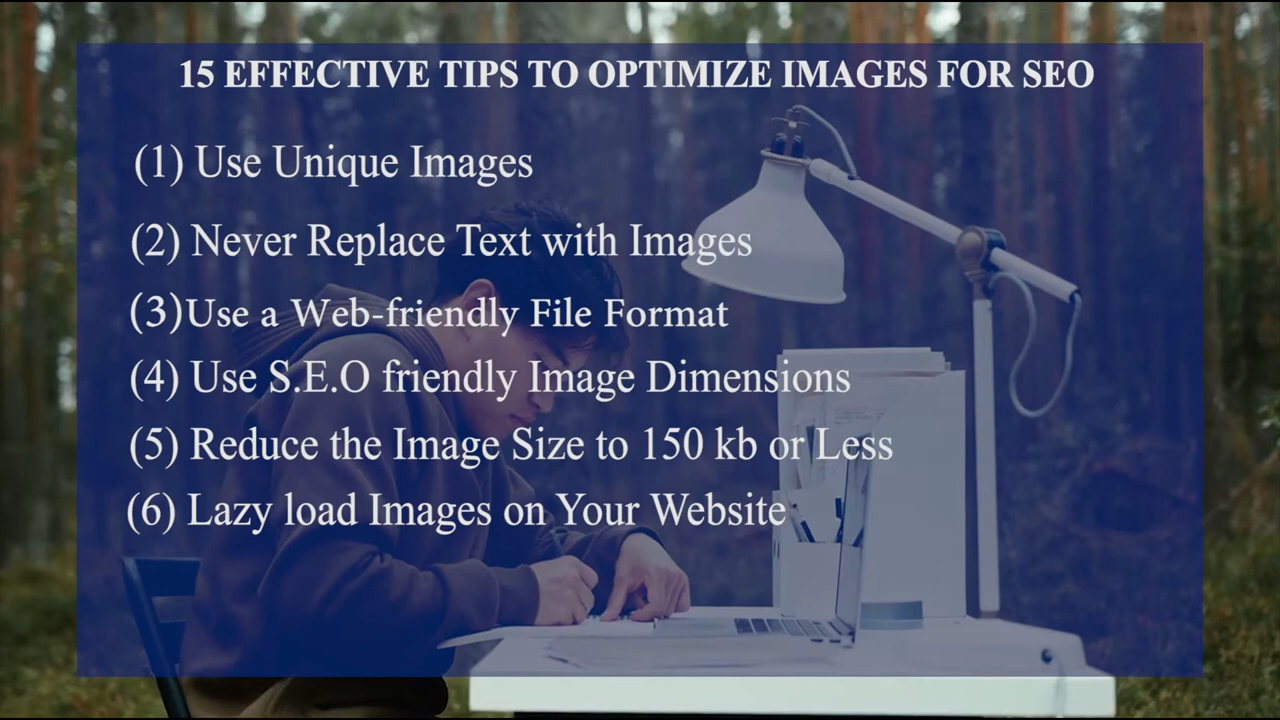 15 EFFECTIVE TIPS TO OPTIMIZE IMAGES FOR SEO
(1) Use Unique Images
(2) Never Replace Text with Images
(3)Use a Web-friendly File Format
(4) Use S.E.O friendly Image Dimensions
(5) Reduce the Image Size to 150 kb or Less
(6) Lazy load Images on Your Website